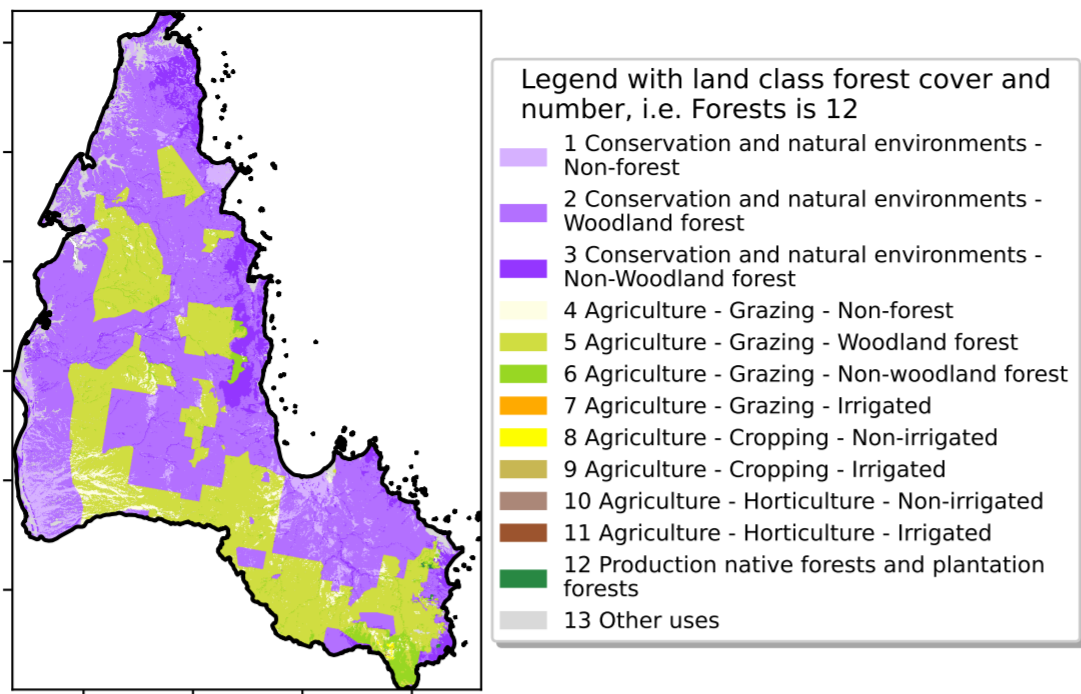 Legend with land class forest cover and
number, i.e. Forests is 12
1 Conservation and natural environments -
Non-forest
2 Conservation and natural environments -
Woodland forest
3 Conservation and natural environments -
Non-Woodland forest
4 Agriculture - Grazing - Non-forest
5 Agriculture - Grazing - Woodland forest
6 Agriculture - Grazing - Non-woodland forest
7 Agriculture - Grazing - Irrigated
8 Agriculture - Cropping - Non-irrigated
9 Agriculture - Cropping - Irrigated
10 Agriculture - Horticulture - Non-irrigated
11 Agriculture - Horticulture - Irrigated
12 Production native forests and plantation
forests
13 Other uses